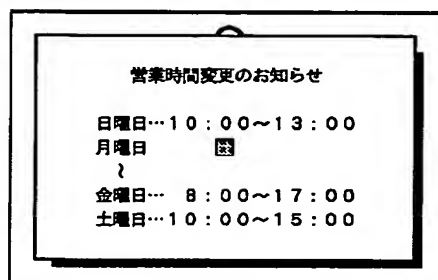 営業時間変更のお知らせ
日曜日…１０：００～１３：００
月曜日
～
金曜日… ８：００～１７：００
土曜日…１０：００～１５：００